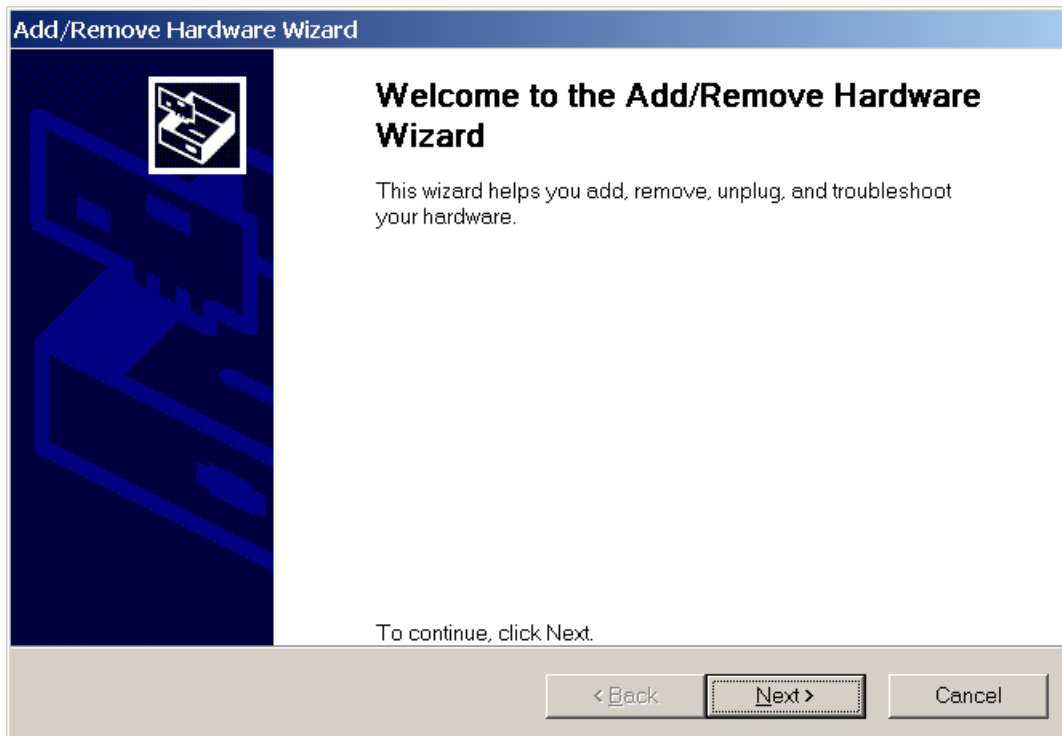 Add/Remove Hardware Wizard
Welcome to the Add/Remove Hardware
Wizard
This wizard helps you add, remove, unplug, and troubleshoot
your hardware.
To continue, click Next.
< Back Next > Cancel